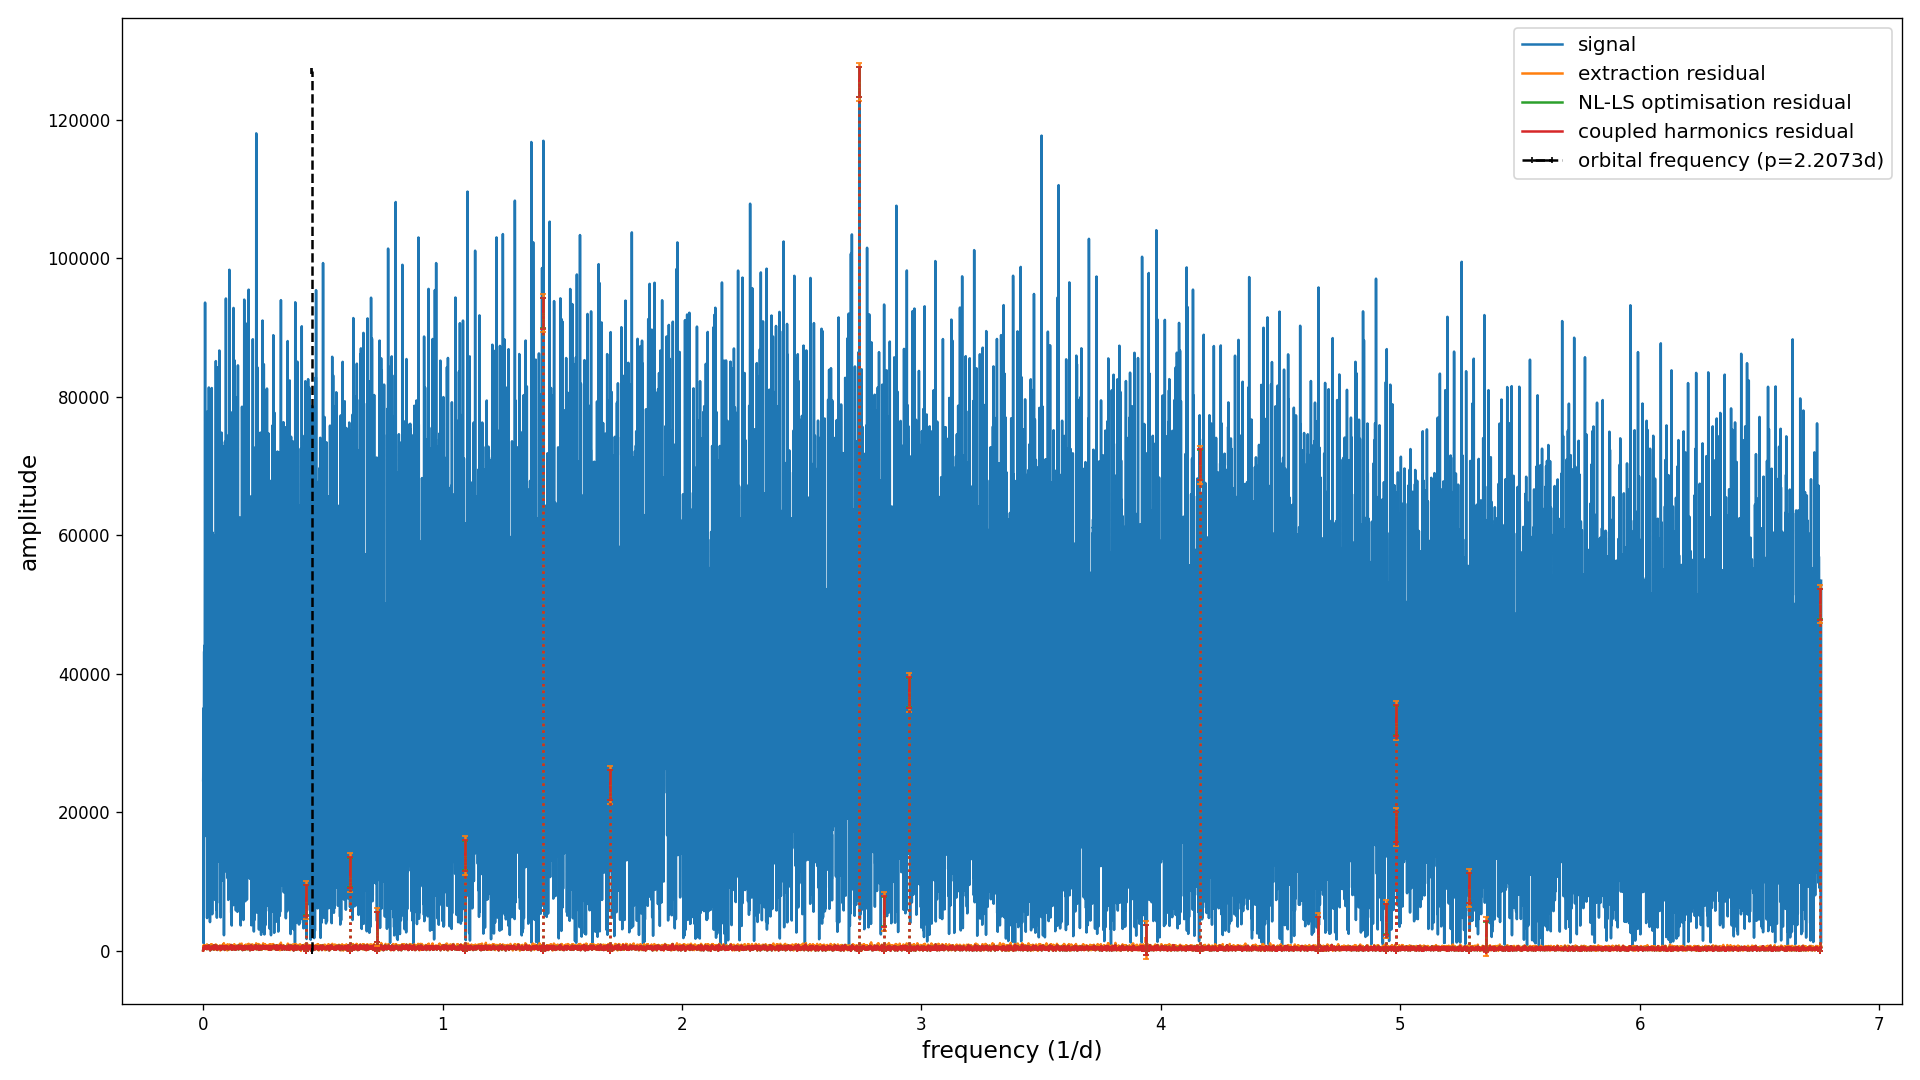 signal
extraction residual
NL-LS optimisation residual
coupled harmonics residual
orbital frequency (p=2.2073d)
amplitude
120000
100000
80000
60000
40000
20000
0
0 1 2 3 4 5 6 7
frequency (1/d)